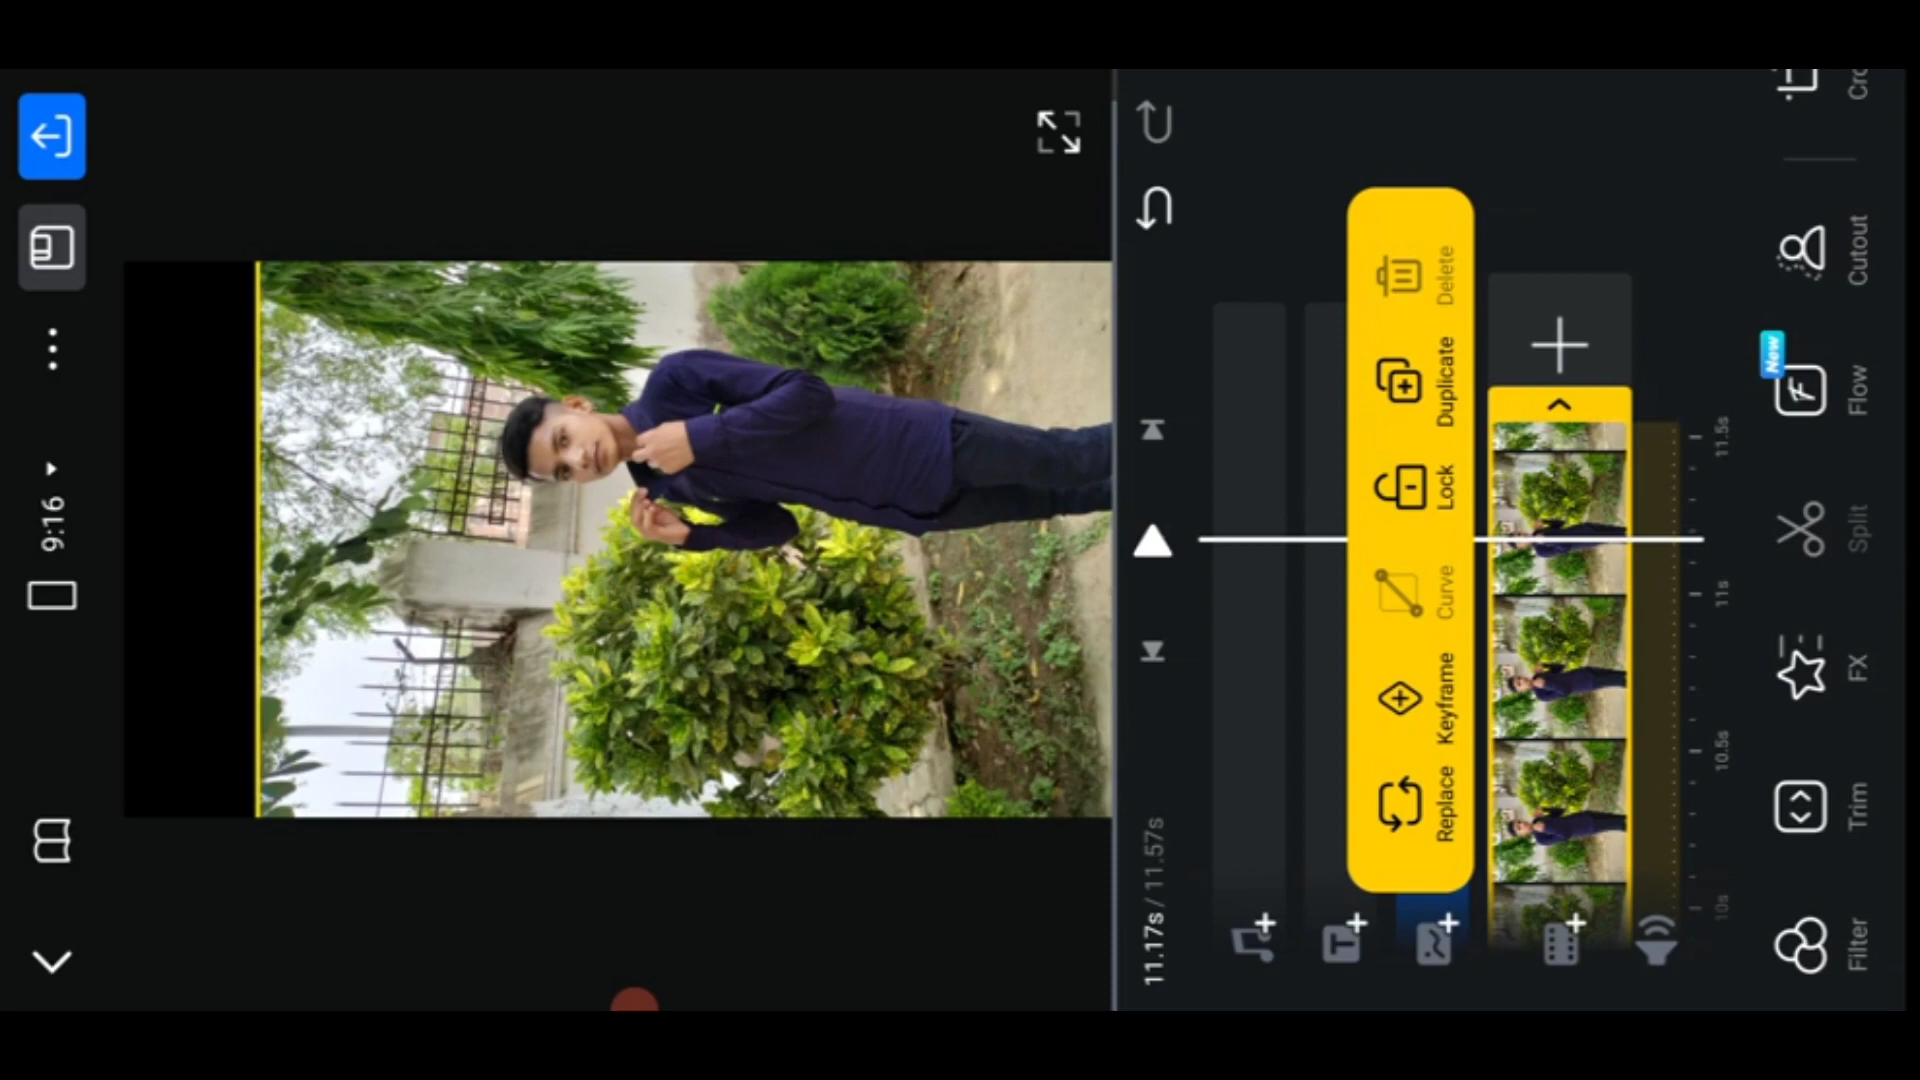 9:16
11.17s / 11.57s
Replace Keyframe Curve Lock Duplicate Delete
10s 10.5s 11s 11.5s
New
Filter Trim FX Split Flow Cutout